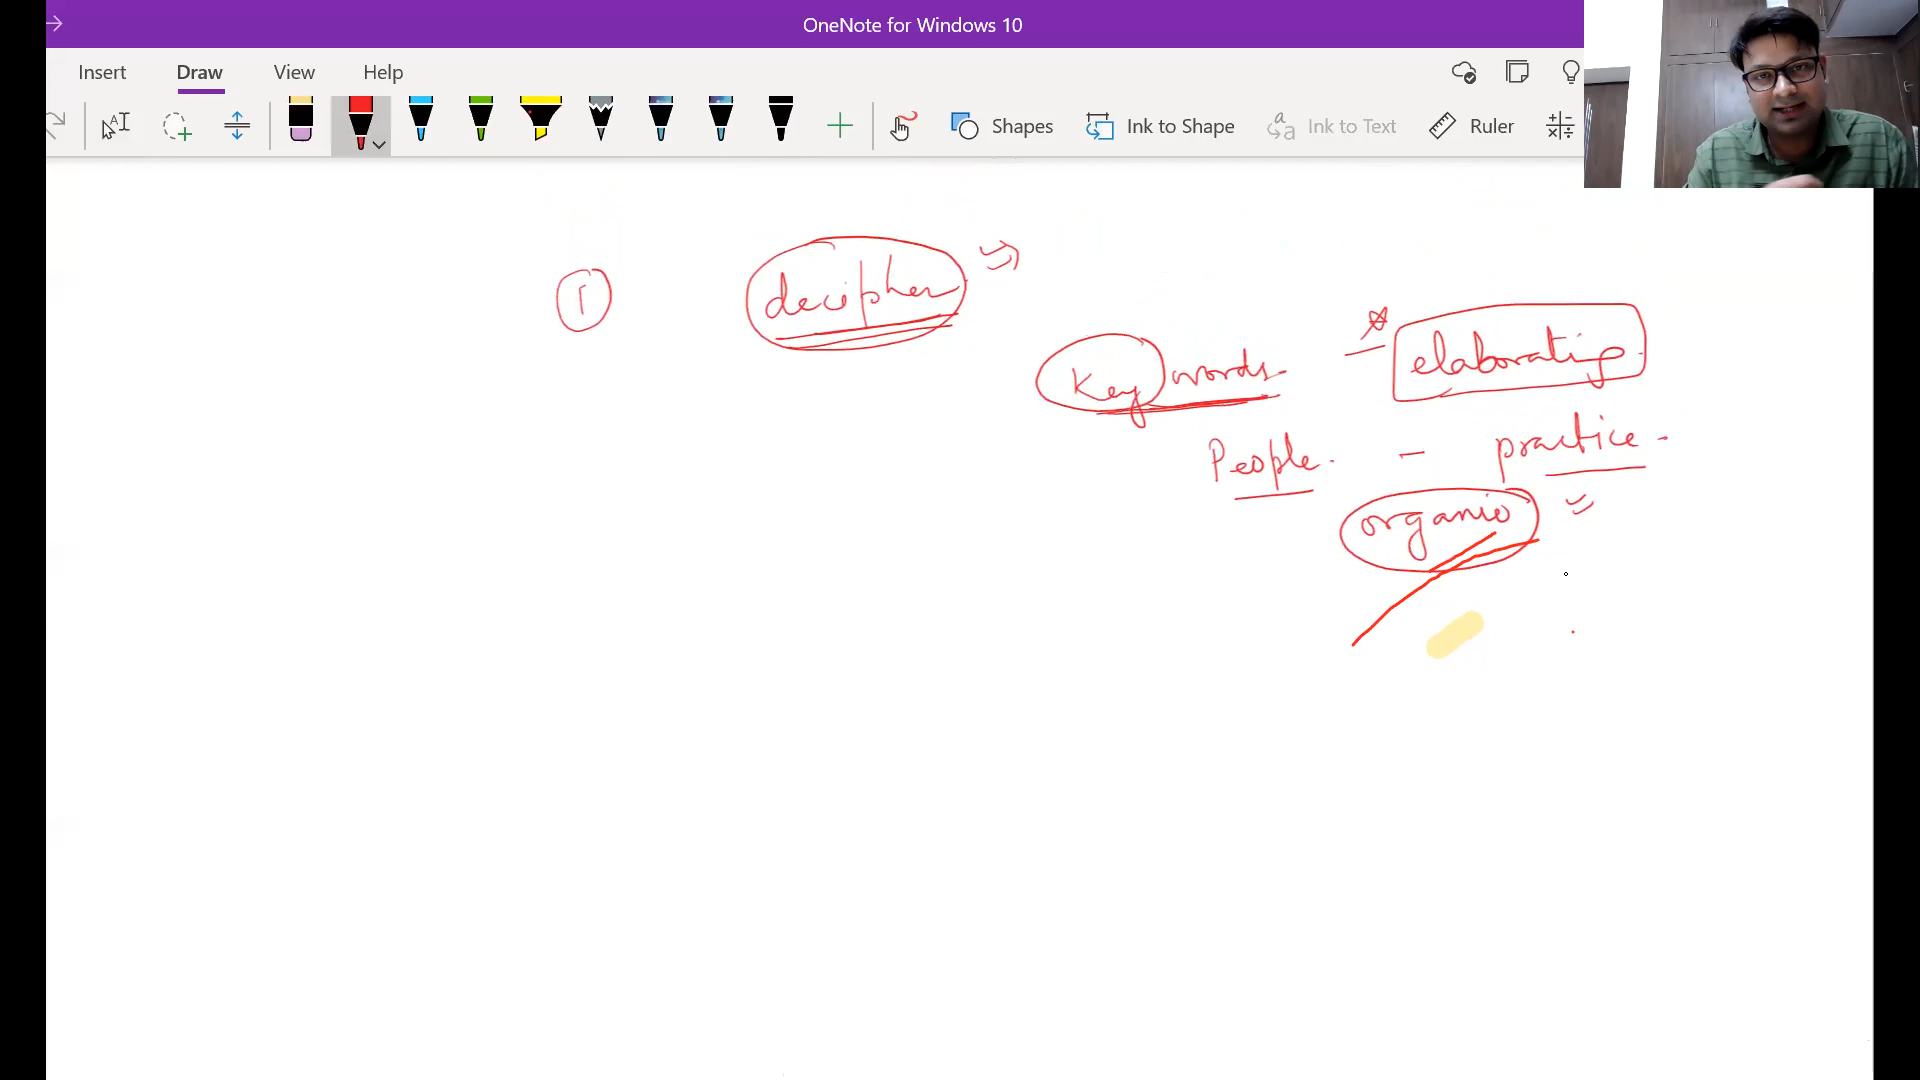 OneNote for Windows 10
Insert Draw View Help
Shapes Ink to Shape Ink to Text Ruler
1 decipher
Key words. elaborating
People. - practice.
organic